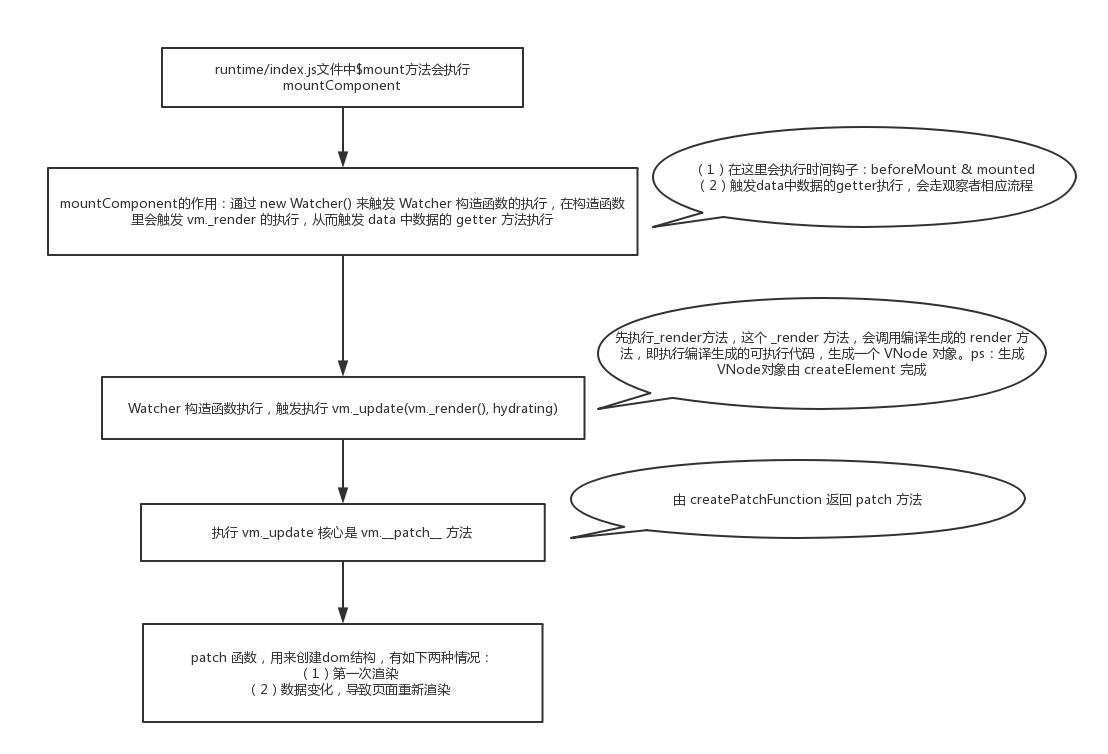 runtime/index.js文件中$mount方法会执行
mountComponent
mountComponent的作用：通过 new Watcher() 来触发 Watcher 构造函数的执行，在构造函数
里会触发 vm._render 的执行，从而触发 data 中数据的 getter 方法执行
（1）在这里会执行时间钩子：beforeMount & mounted
（2）触发data中数据的getter执行，会走观察者相应流程
先执行_render方法，这个 _render 方法，会调用编译生成的 render 方
法，即执行编译生成的可执行代码，生成一个 VNode 对象。ps：生成
VNode对象由 createElement 完成
Watcher 构造函数执行，触发执行 vm._update(vm._render(), hydrating)
由 createPatchFunction 返回 patch 方法
执行 vm._update 核心是 vm.__patch__ 方法
patch 函数，用来创建dom结构，有如下两种情况：
（1）第一次渲染
（2）数据变化，导致页面重新渲染